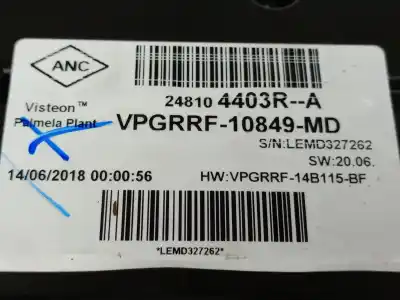 ANC
24810 4403R--A
Visteon™
Palmela Plant
VPGRRF-10849-MD
S/N:LEMD327262
SW:20.06.
14/06/2018 00:00:56
HW:VPGRRF-14B115-BF
*LEMD327262*